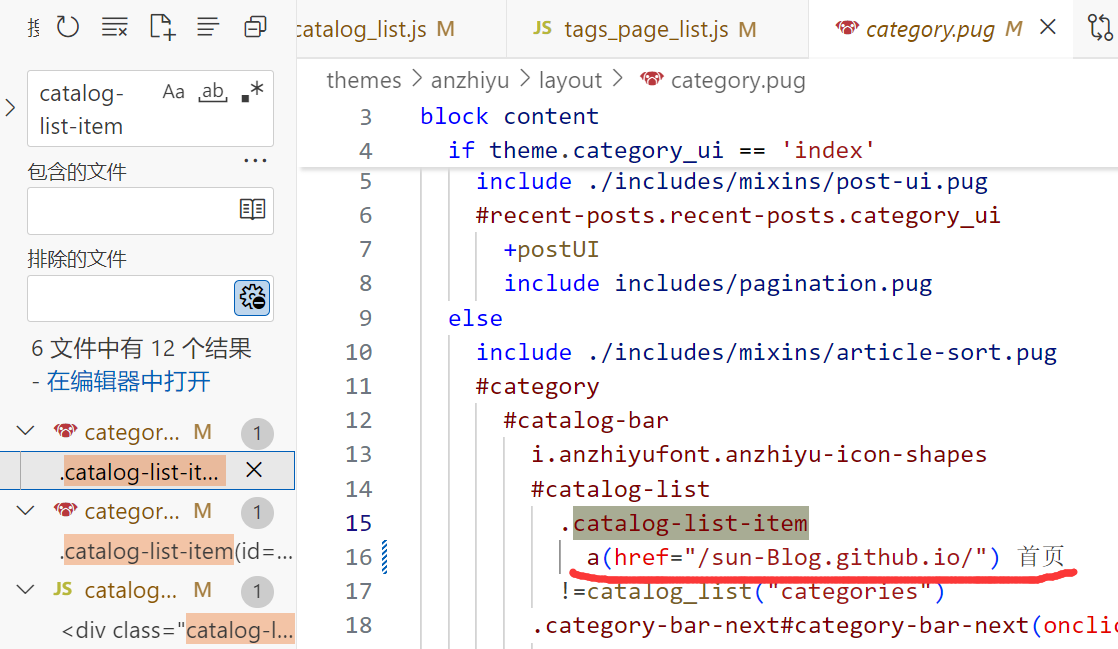 catalog_list.js M
JS tags_page_list.js M
category.pug M
catalog-
list-item
Aa ab
...
包含的文件
排除的文件
6 文件中有 12 个结果
- 在编辑器中打开
categor... M 1
.catalog-list-it...
categor... M 1
.catalog-list-item(id=...
JS catalog... M 1
<div class="catalog-l...
themes > anzhiyu > layout > category.pug
3 block content
4 if theme.category_ui == 'index'
5 include ./includes/mixins/post-ui.pug
6 #recent-posts.recent-posts.category_ui
7 +postUI
8 include includes/pagination.pug
9 else
10 include ./includes/mixins/article-sort.pug
11 #category
12 #catalog-bar
13 i.anzhiyufont.anzhiyu-icon-shapes
14 #catalog-list
15 .catalog-list-item
16 a(href="/sun-Blog.github.io/") 首页
17 !=catalog_list("categories")
18 .category-bar-next#category-bar-next(onclic